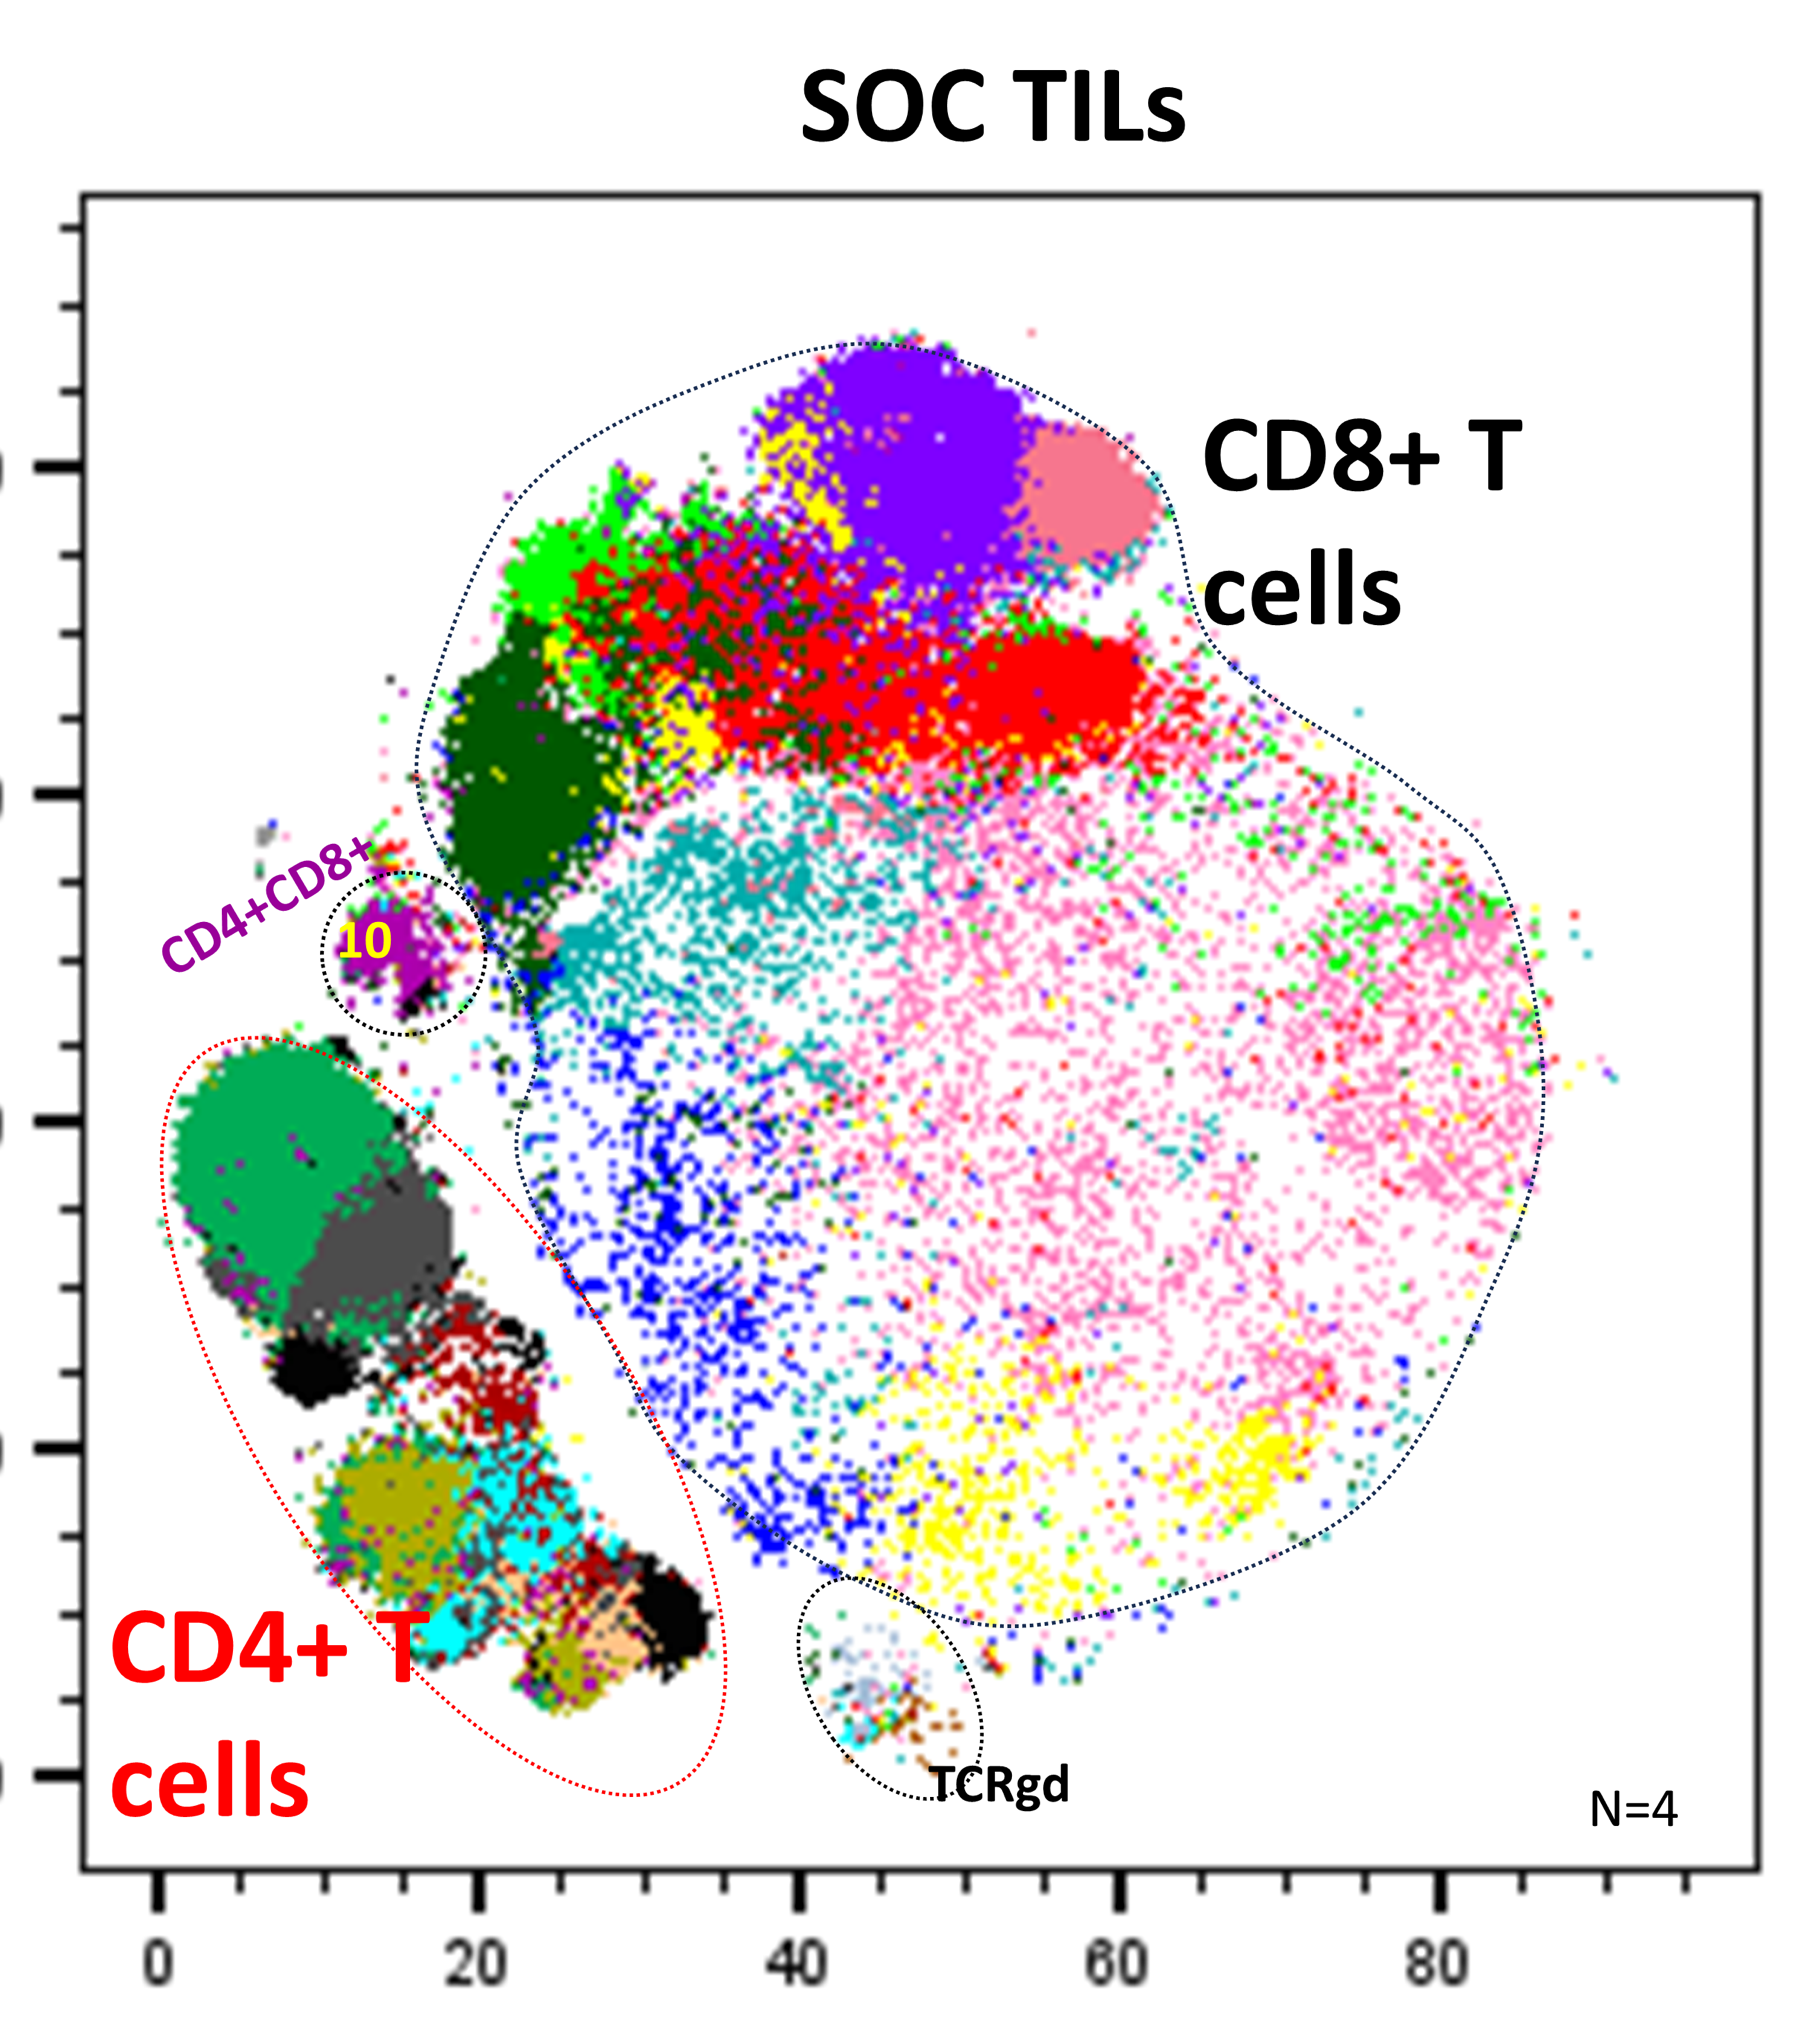 SOC TILs
CD8+ T
cells
CD4+CD8+
10
CD4+ T
cells
TCRgd
N=4
0 20 40 60 80